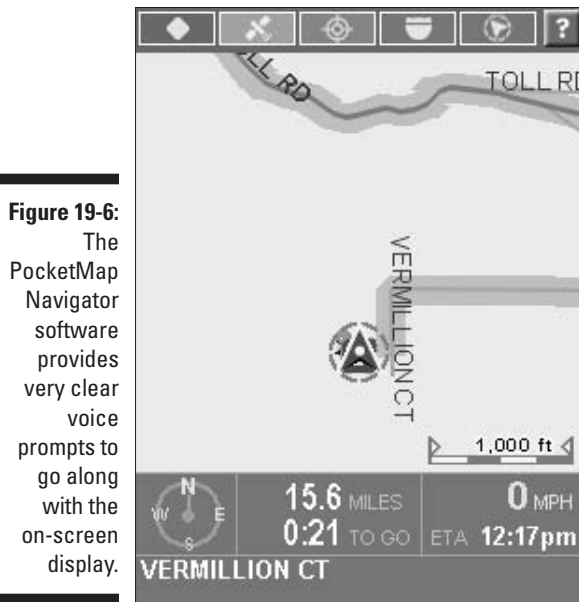 Figure 19-6:
The
PocketMap
Navigator
software
provides
very clear
voice
prompts to
go along
with the
on-screen
display.
?
TOLL RD
TOLL RD
VERMILLION CT
1,000 ft
N
W
E
S
15.6 MILES
0 MPH
0:21 TO GO
ETA 12:17pm
VERMILLION CT